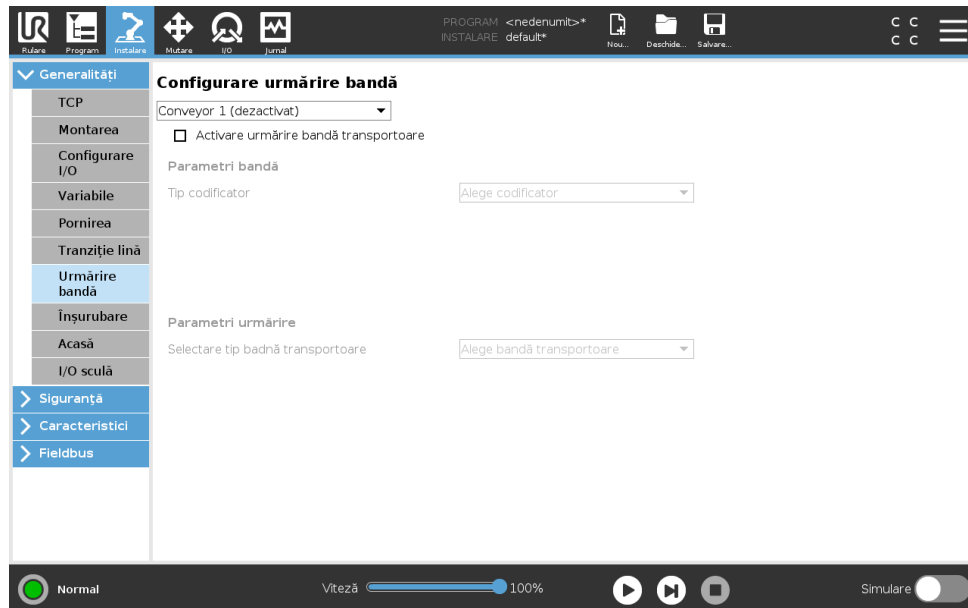 Rulare
Program
Instalare
Mutare
I/O
Jurnal
PROGRAM <nedenumit>*
INSTALARE default*
Nou...
Deschide...
Salvare...
C C
C C
Generalități
TCP
Montarea
Configurare
I/O
Variabile
Pornirea
Tranziție lină
Urmărire
bandă
Înșurubare
Acasă
I/O sculă
Siguranță
Caracteristici
Fieldbus
Configurare urmărire bandă
Conveyor 1 (dezactivat)
Activare urmărire bandă transportoare
Parametri bandă
Tip codificator
Alege codificator
Parametri urmărire
Selectare tip badnă transportoare
Alege bandă transportoare
Normal
Viteză
100%
Simulare